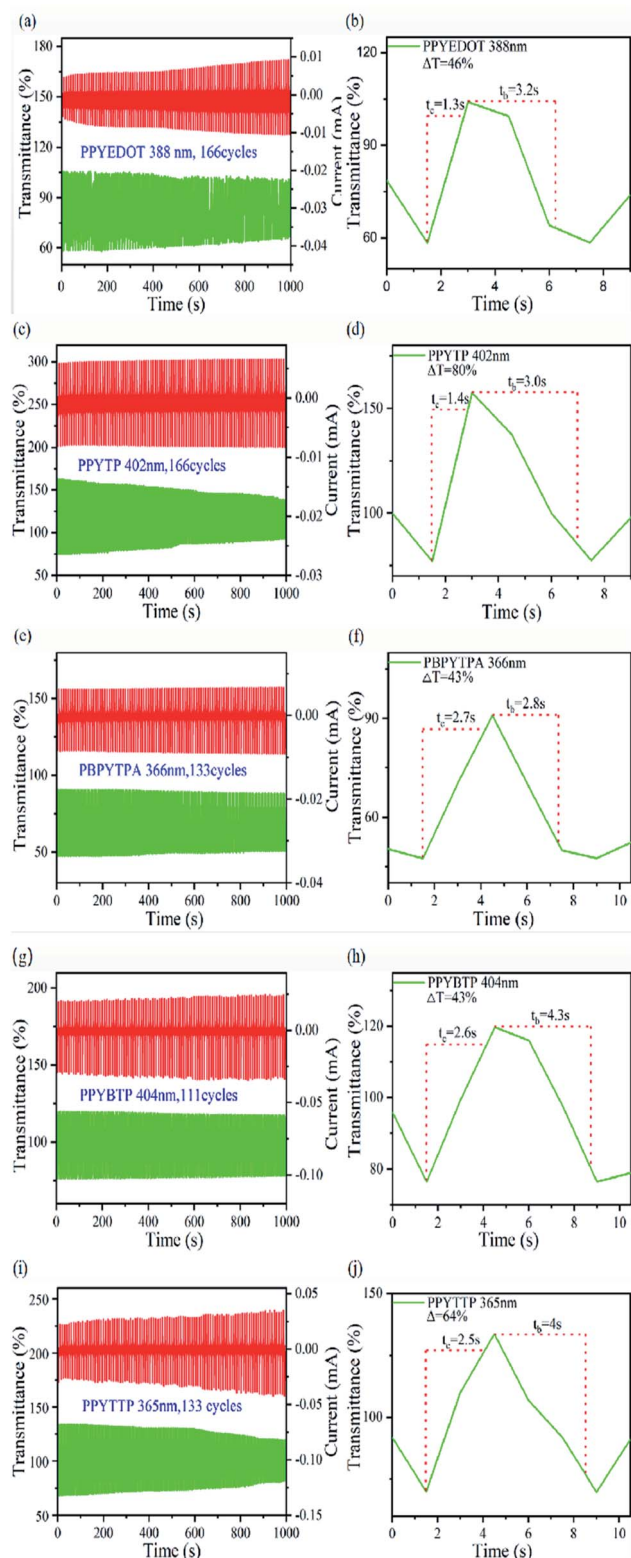 (a)
180
150
120
90
60
Transmittance (%)
0.01
0.00
-0.01
-0.02
-0.03
-0.04
Current (mA)
PPYEDOT 388 nm, 166cycles
0 200 400 600 800 1000
Time (s)
(b)
125
100
60
Transmittance (%)
PPYEDOT 388nm
ΔT=46%
tc=1.3s
tb=3.2s
0 2 4 6 8
Time (s)
(c)
300
250
200
150
100
50
Transmittance (%)
0.00
-0.01
-0.02
-0.03
Current (mA)
PPYTP 402nm,166cycles
0 200 400 600 800 1000
Time (s)
(d)
150
100
Transmittance (%)
PPYTP 402nm
ΔT=80%
tc=1.4s
tb=3.0s
0 2 4 6 8
Time (s)
(e)
150
100
50
Transmittance (%)
0.00
-0.02
-0.04
Current (mA)
PBPYTPA 366nm,133cycles
0 200 400 600 800 1000
Time (s)
(f)
90
60
Transmittance (%)
PBPYTPA 366nm
△T=43%
tc=2.7s
tb=2.8s
0 2 4 6 8 10
Time (s)
(g)
200
150
100
Transmittance (%)
0.00
-0.05
-0.10
Current (mA)
PPYBTP 404nm,111cycles
0 200 400 600 800 1000
Time (s)
(h)
120
100
80
Transmittance (%)
PPYBTP 404nm
ΔT=43%
tc=2.6s
tb=4.3s
0 2 4 6 8 10
Time (s)
(i)
250
200
150
100
50
Transmittance (%)
0.05
0.00
-0.05
-0.10
-0.15
Current (mA)
PPYTTP 365nm,133 cycles
0 200 400 600 800 1000
Time (s)
(j)
150
100
Transmittance (%)
PPYTTP 365nm
Δ=64%
tc=2.5s
tb=4s
0 2 4 6 8 10
Time (s)